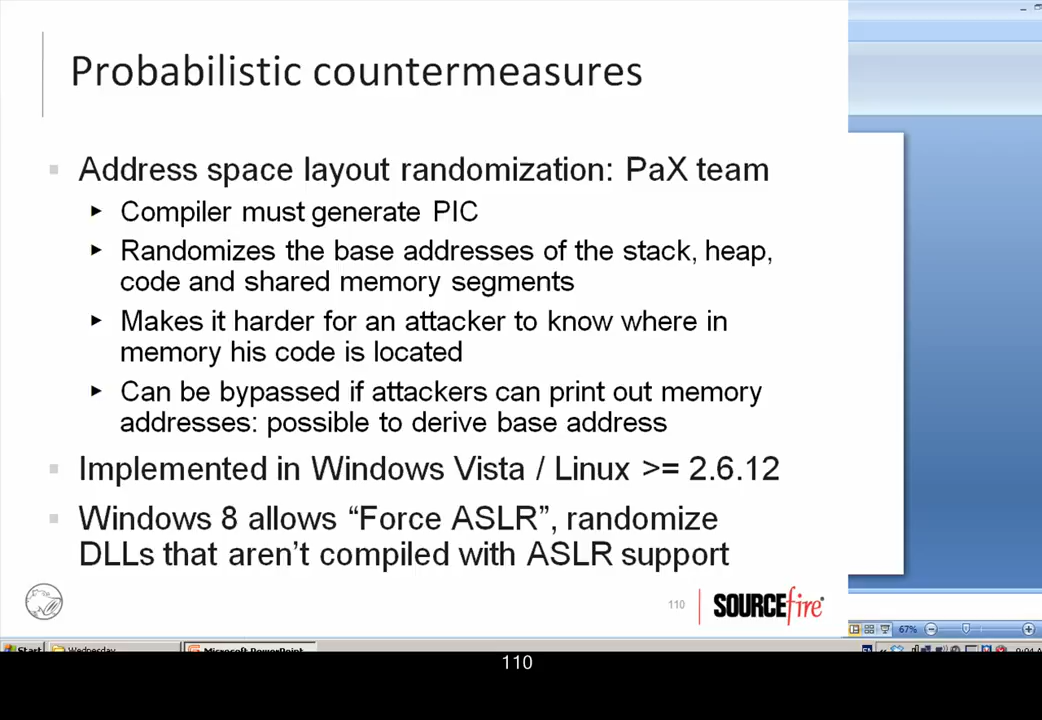 Probabilistic countermeasures
Address space layout randomization: PaX team
Compiler must generate PIC
Randomizes the base addresses of the stack, heap,
code and shared memory segments
Makes it harder for an attacker to know where in
memory his code is located
Can be bypassed if attackers can print out memory
addresses: possible to derive base address
Implemented in Windows Vista / Linux >= 2.6.12
Windows 8 allows “Force ASLR”, randomize
DLLs that aren’t compiled with ASLR support
110
SOURCEfire
67%
Start
Wednesday
Microsoft PowerPoint
110